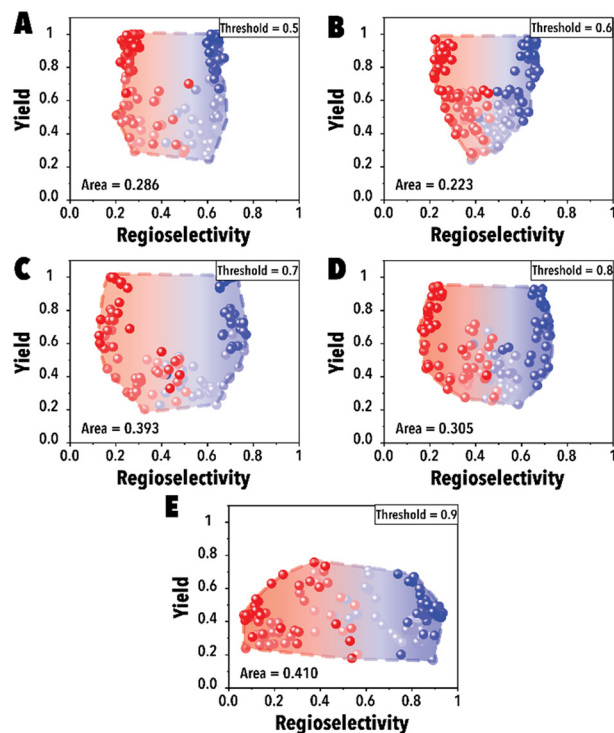 A
Threshold = 0.5
1
0.8
0.6
0.4
0.2
0.0
Yield
Area = 0.286
0.0 0.2 0.4 0.6 0.8 1
Regioselectivity
B
Threshold = 0.6
1
0.8
0.6
0.4
0.2
0.0
Yield
Area = 0.223
0.0 0.2 0.4 0.6 0.8 1
Regioselectivity
C
Threshold = 0.7
1
0.8
0.6
0.4
0.2
0.0
Yield
Area = 0.393
0.0 0.2 0.4 0.6 0.8 1
Regioselectivity
D
Threshold = 0.8
1
0.8
0.6
0.4
0.2
0.0
Yield
Area = 0.305
0.0 0.2 0.4 0.6 0.8 1
Regioselectivity
E
Threshold = 0.9
1
0.8
0.6
0.4
0.2
0.0
Yield
Area = 0.410
0.0 0.2 0.4 0.6 0.8 1
Regioselectivity